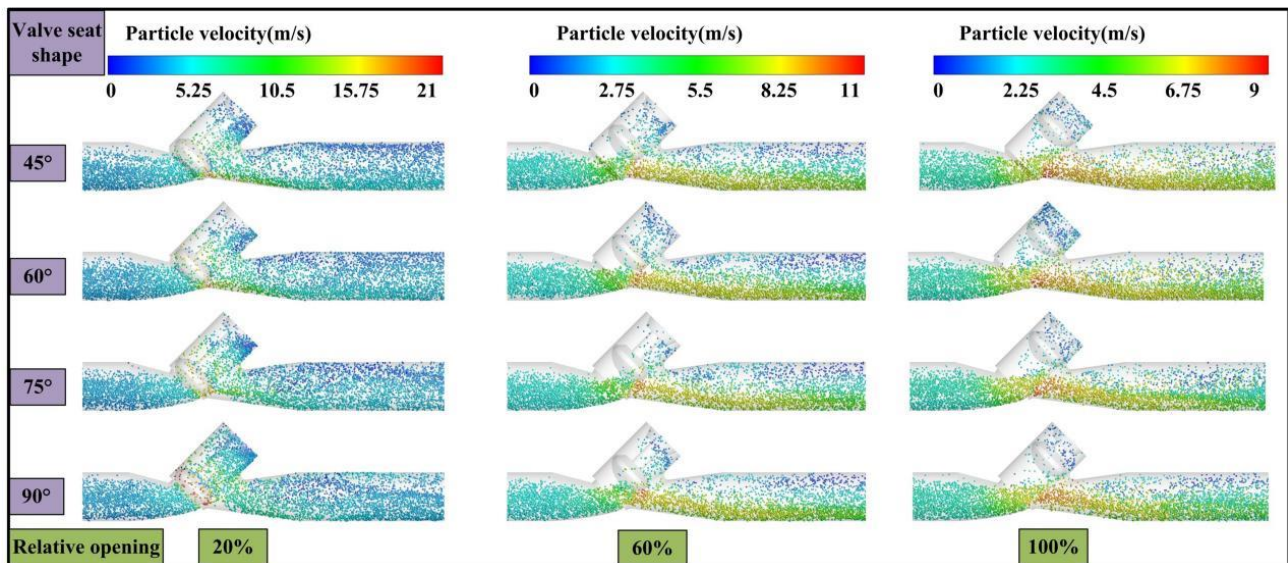 Valve seat
shape
Particle velocity(m/s)
Particle velocity(m/s)
Particle velocity(m/s)
0 5.25 10.5 15.75 21
0 2.75 5.5 8.25 11
0 2.25 4.5 6.75 9
45°
60°
75°
90°
Relative opening
20%
60%
100%